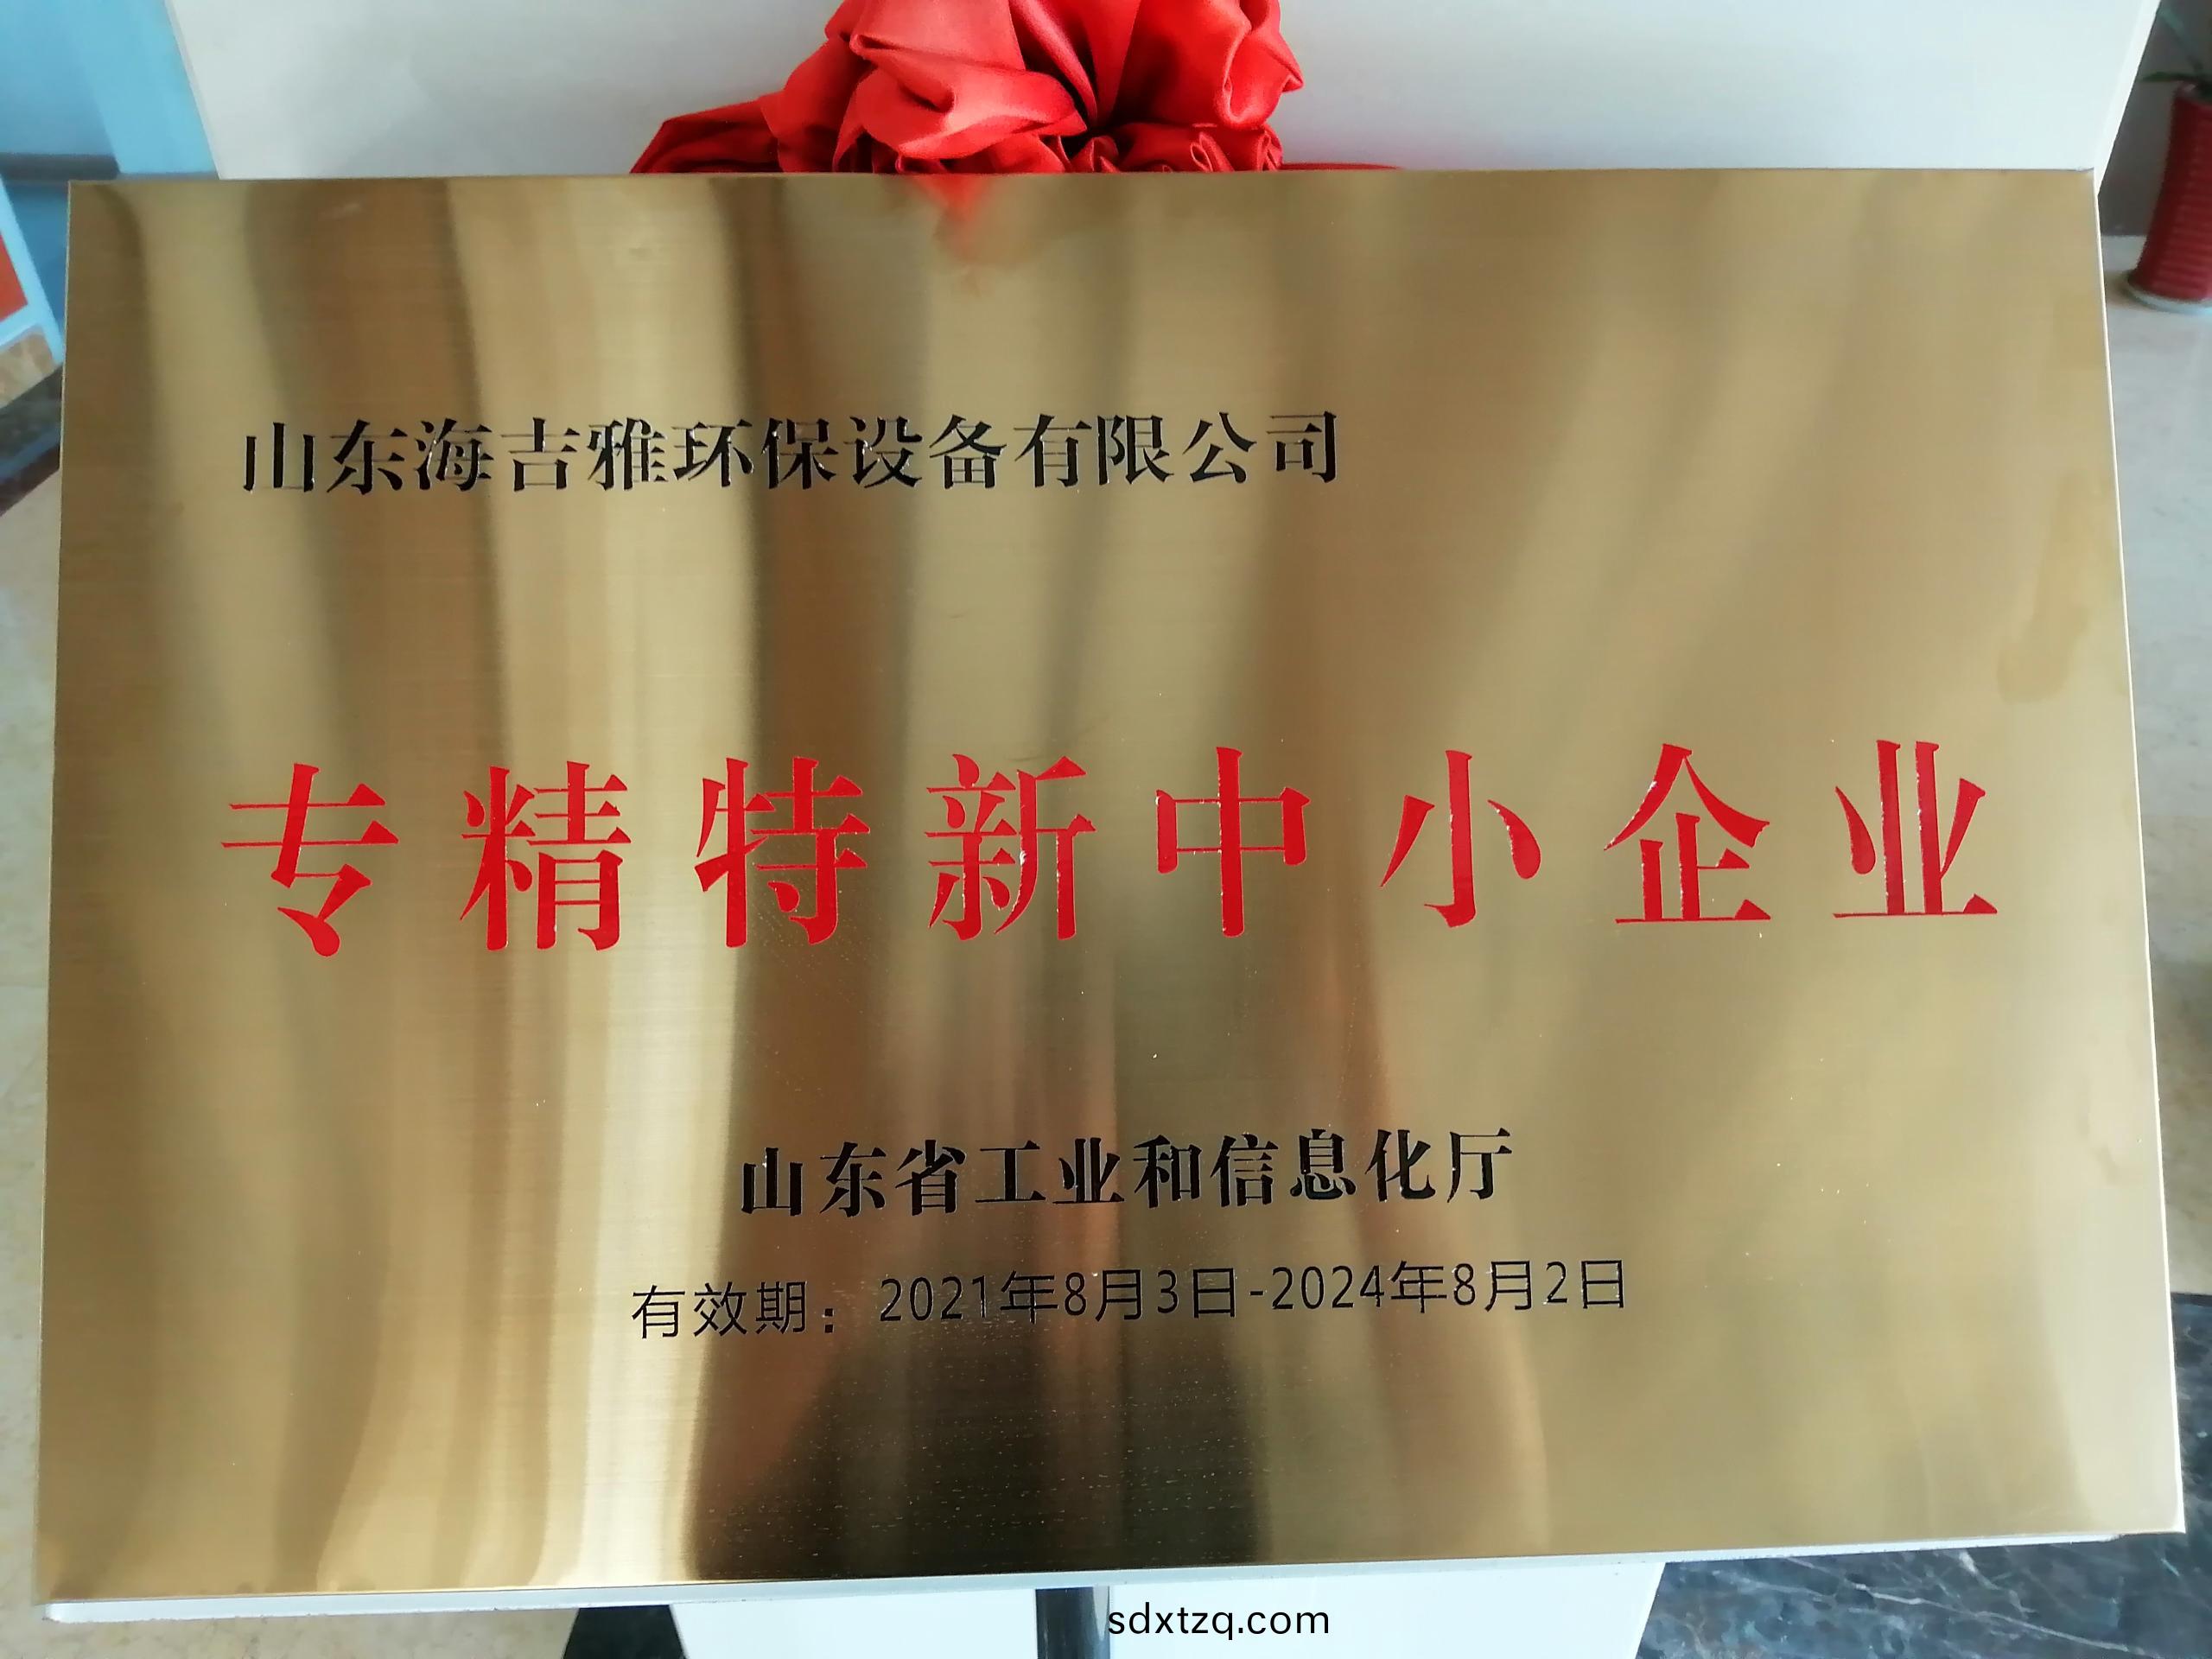 山东海吉雅环保设备有限公司
专精特新中小企业
山东省工业和信息化厅
有效期：2021年8月3日-2024年8月2日
sdxtzq.com